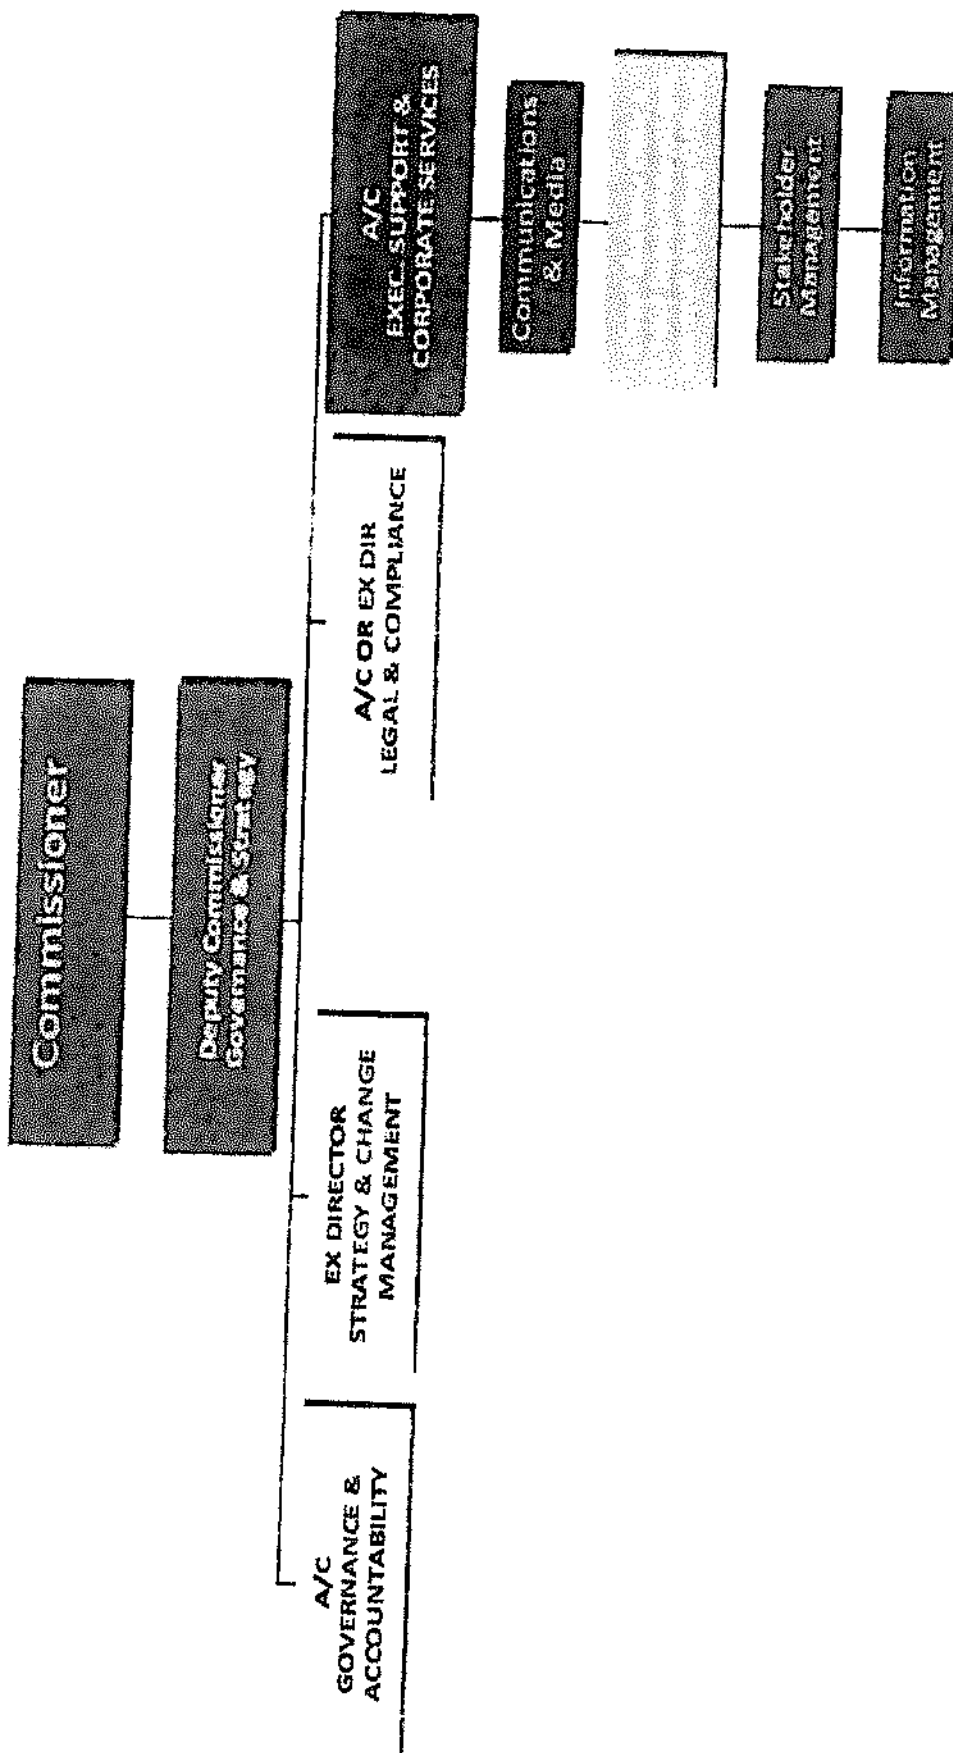 Commissioner
Deputy Commissioner
Governance & Strategy
A/C
GOVERNANCE &
ACCOUNTABILITY
EX DIRECTOR
STRATEGY & CHANGE
MANAGEMENT
A/C OR EX DIR
LEGAL & COMPLIANCE
A/C
EXEC. SUPPORT &
CORPORATE SERVICES
Communications
& Media
Stakeholder
Management
Information
Management